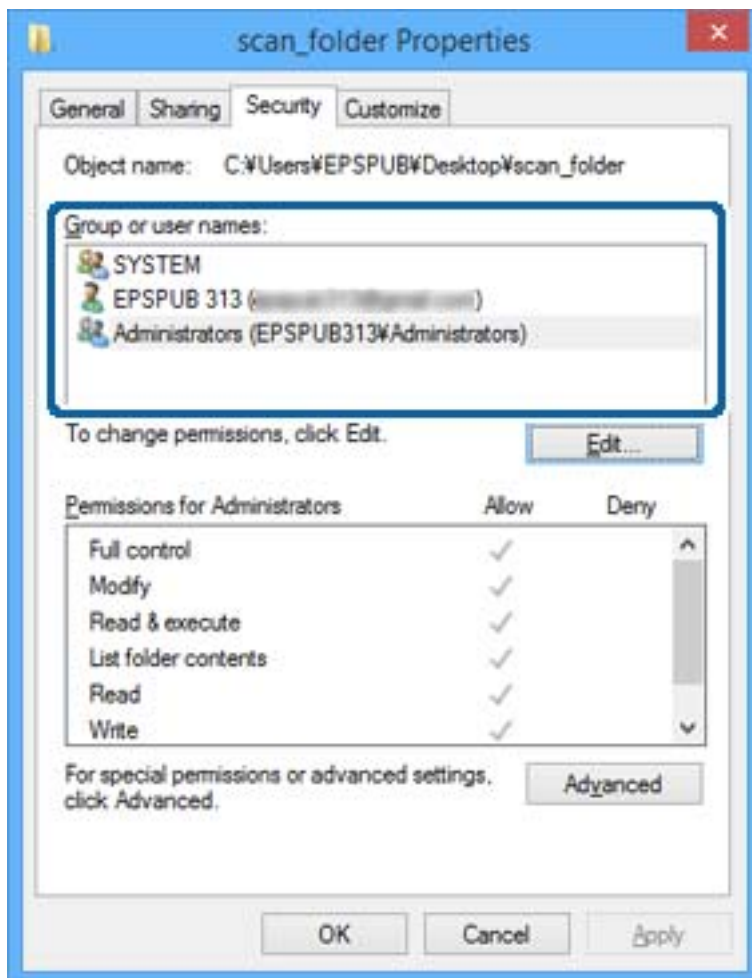 scan_folder Properties
General Sharing Security Customize
Object name: C:¥Users¥EPSPUB¥Desktop¥scan_folder
Group or user names:
SYSTEM
EPSPUB 313 ( )
Administrators (EPSPUB313¥Administrators)
To change permissions, click Edit.
Edit...
Permissions for Administrators Allow Deny
Full control
Modify
Read & execute
List folder contents
Read
Write
For special permissions or advanced settings,
click Advanced.
Advanced
OK Cancel Apply